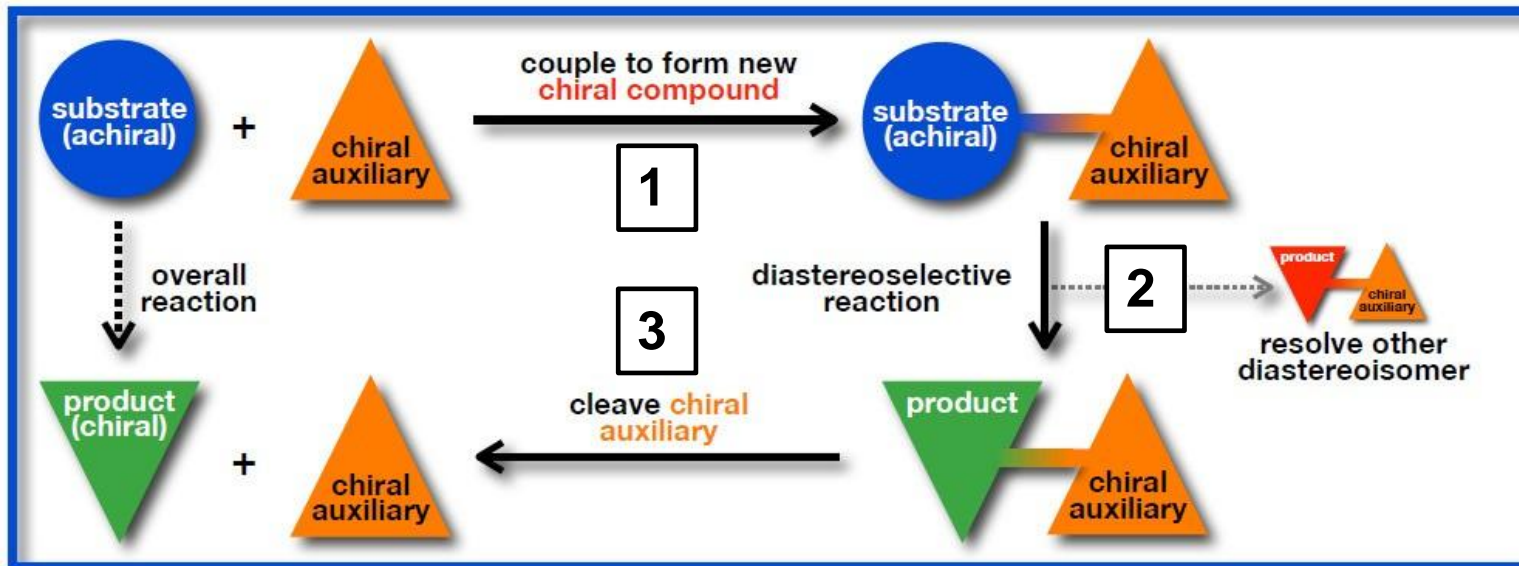 substrate
(achiral)
+
chiral
auxiliary
couple to form new
chiral compound
1
substrate
(achiral)
chiral
auxiliary
overall
reaction
diastereoselective
reaction
2
product
chiral
auxiliary
resolve other
diastereoisomer
3
product
(chiral)
+
chiral
auxiliary
cleave chiral
auxiliary
product
chiral
auxiliary